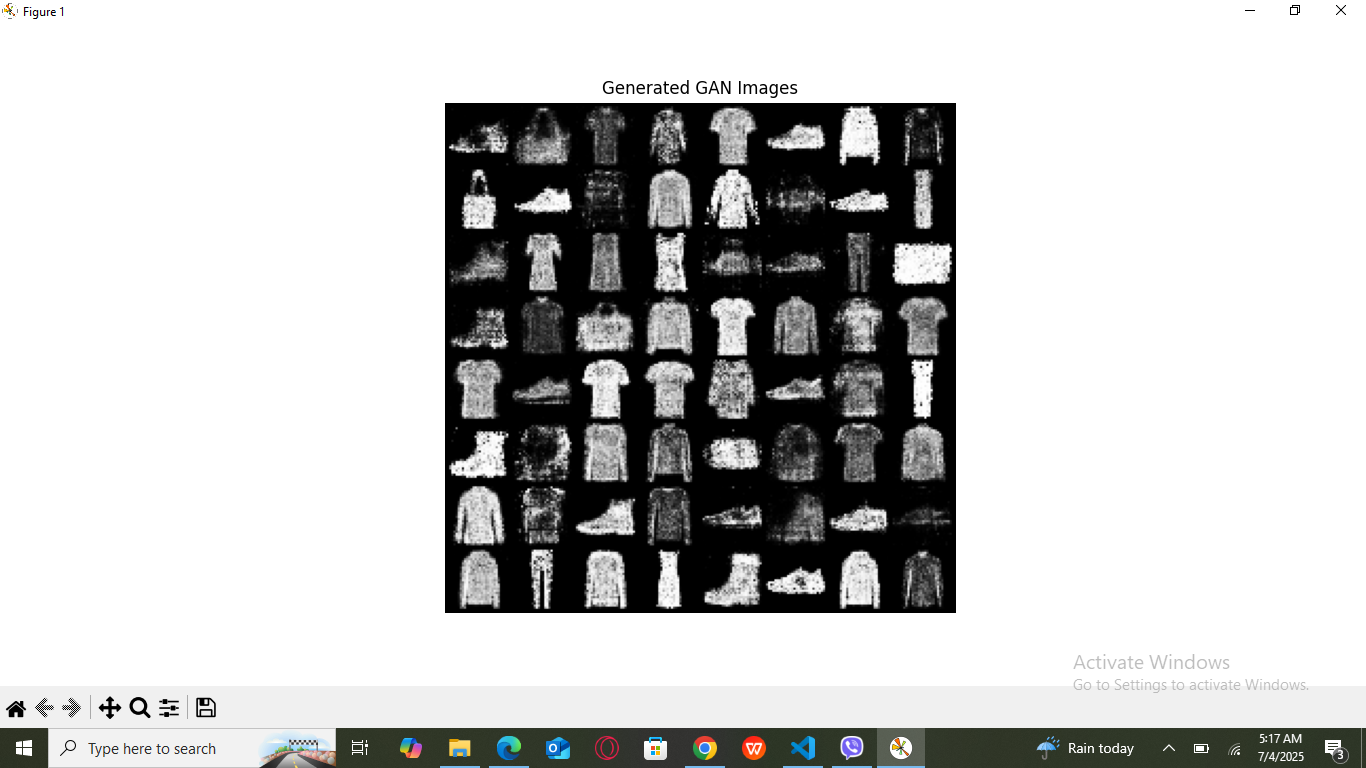 Figure 1
Generated GAN Images
Activate Windows
Go to Settings to activate Windows.
Type here to search
Rain today
5:17 AM
7/4/2025
3